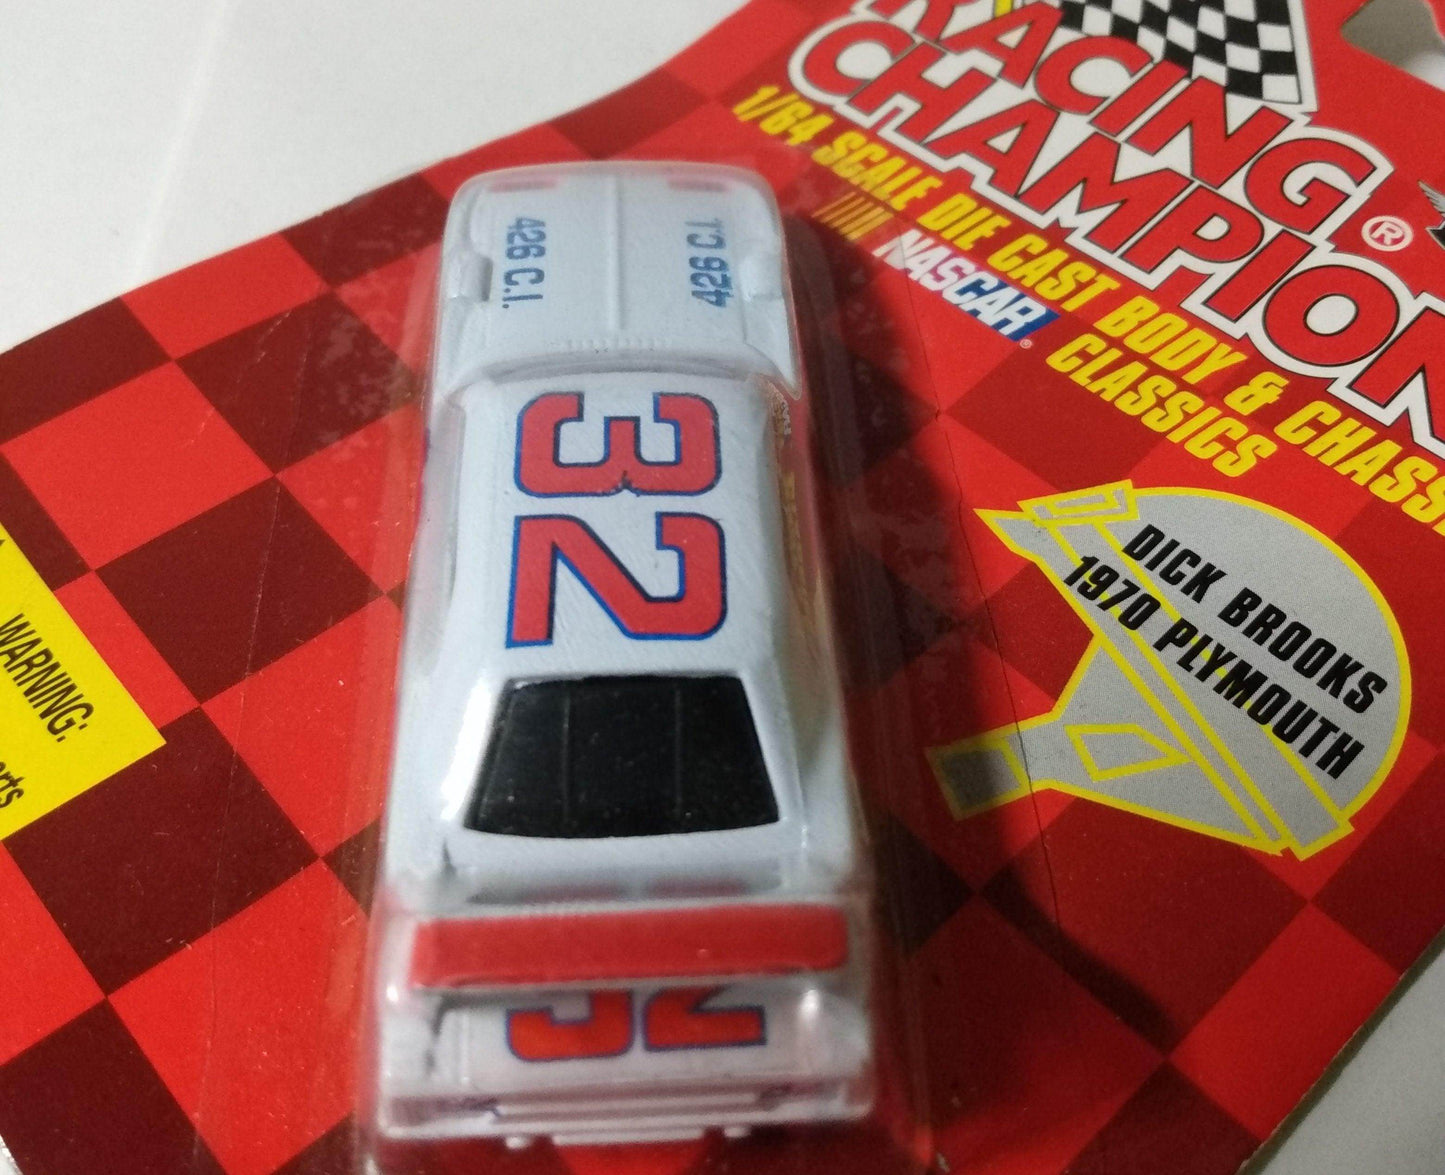 RACING
CHAMPION
®
1/64 SCALE DIE CAST BODY & CHASS
NASCAR®
CLASSICS
DICK BROOKS
1970 PLYMOUTH
426 C.I.
426 C.I.
32
32
WARNING: